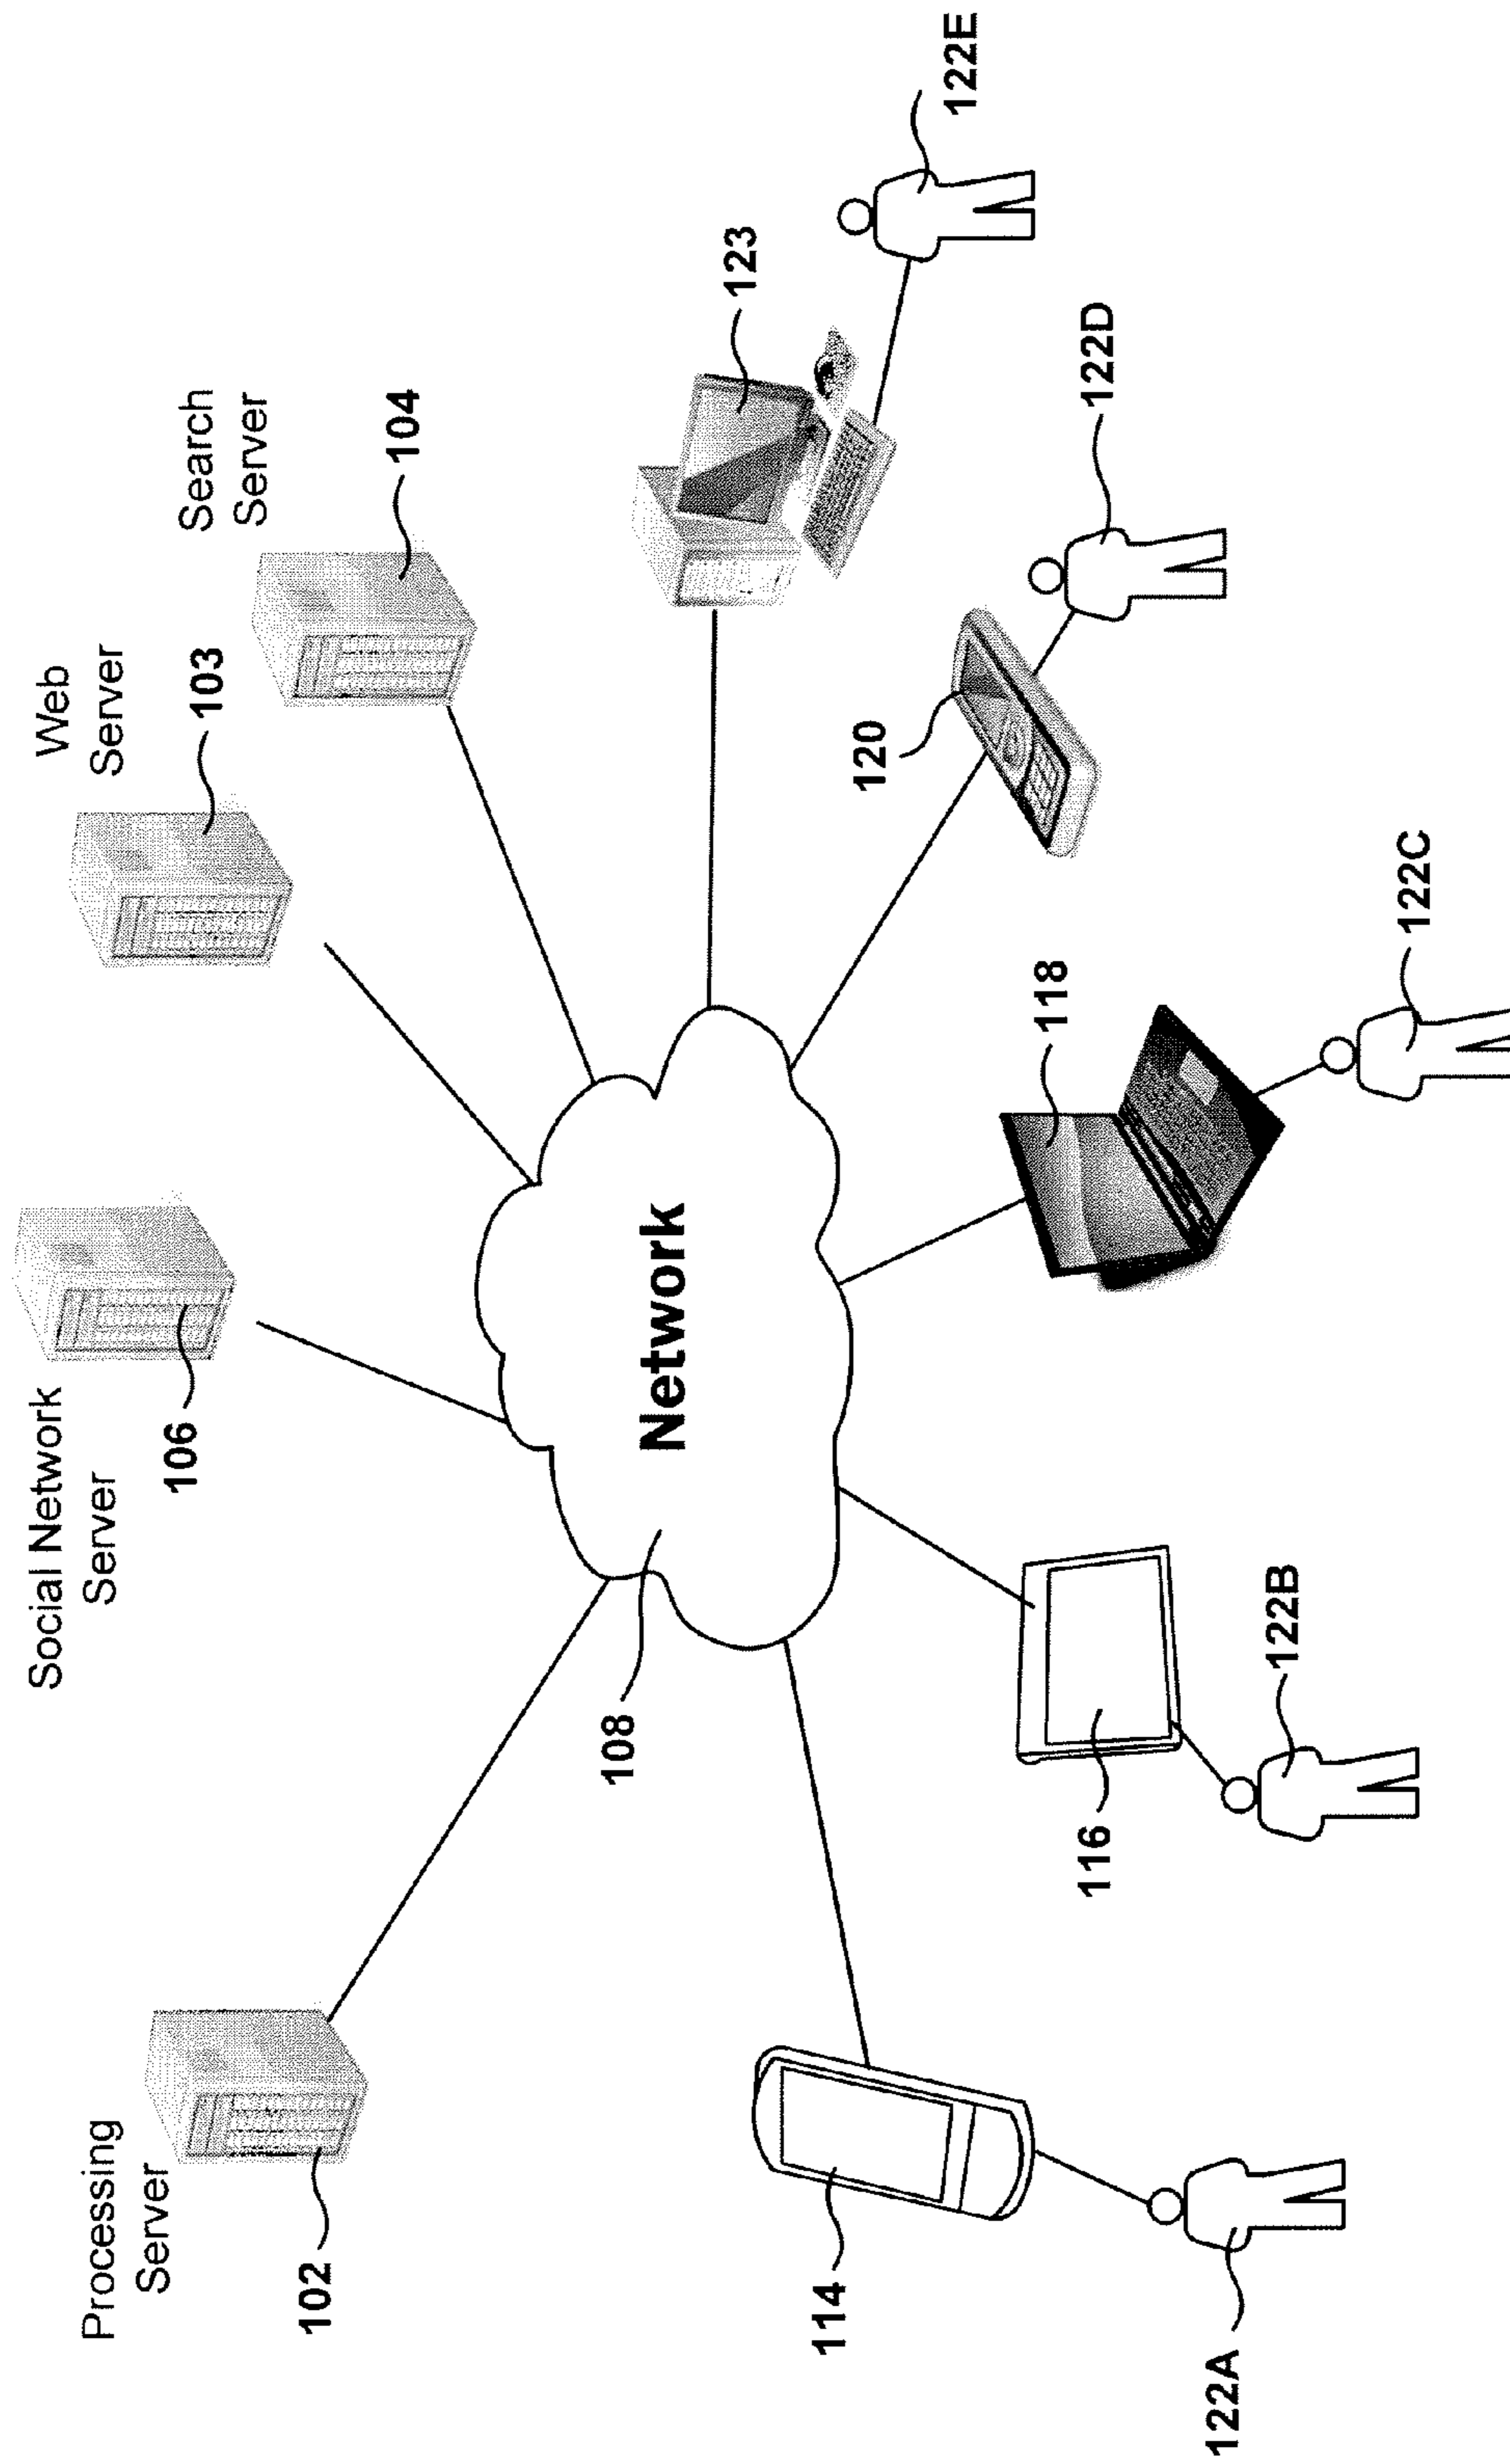 Processing
Server
102
Social Network
Server
106
Web
Server
103
Search
Server
104
108
Network
123
122E
114
122A
116
122B
118
122C
120
122D